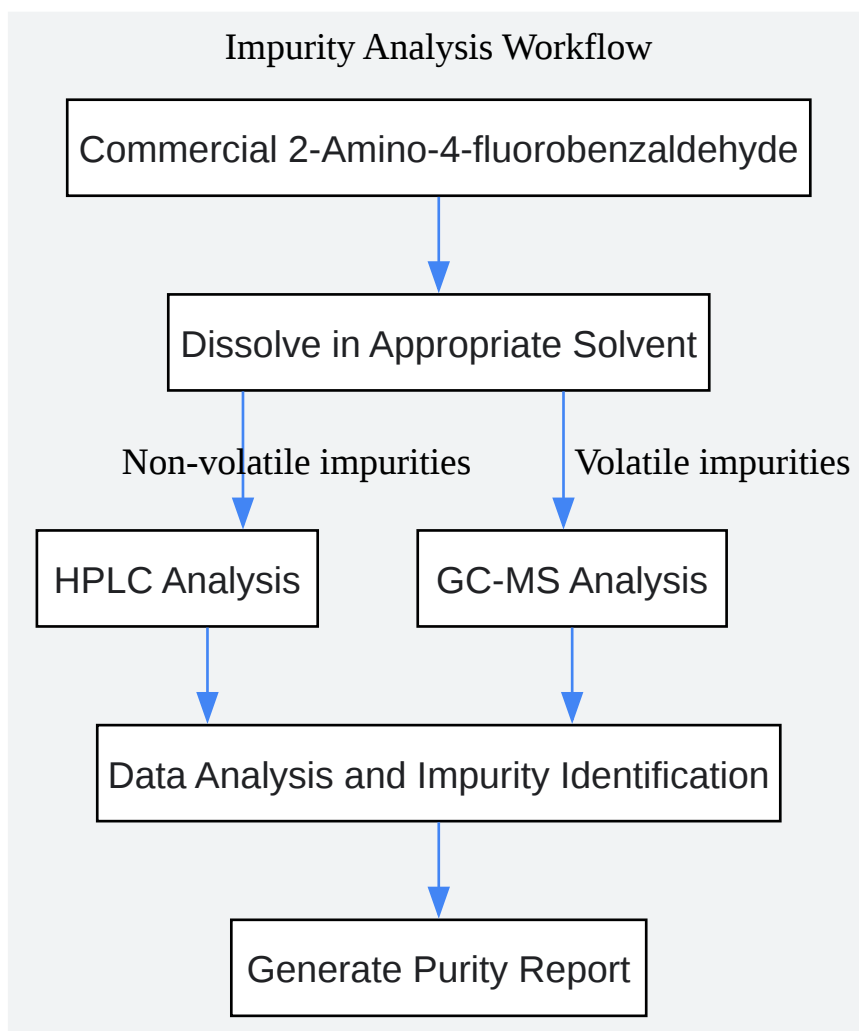 Impurity Analysis Workflow
Commercial 2-Amino-4-fluorobenzaldehyde
Dissolve in Appropriate Solvent
Non-volatile impurities
Volatile impurities
HPLC Analysis
GC-MS Analysis
Data Analysis and Impurity Identification
Generate Purity Report